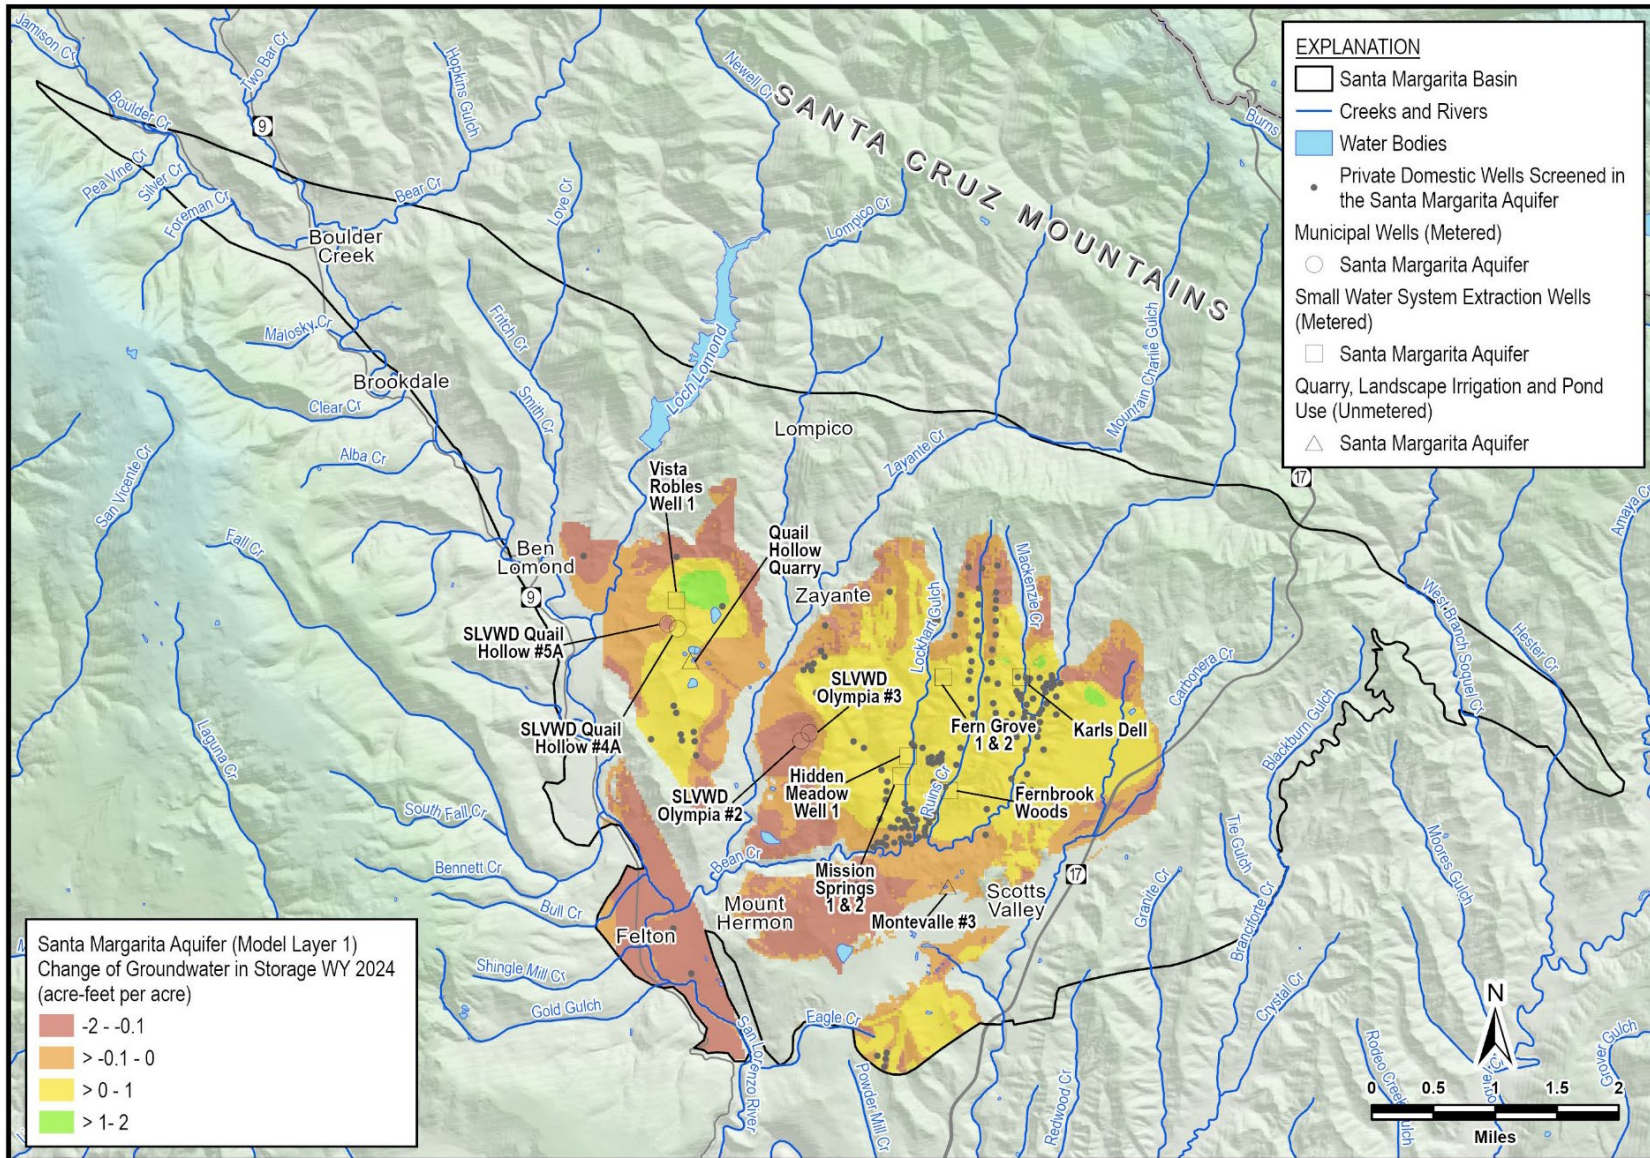 Jamison Cr
Two Bar Cr
Hopkins Gulch
Newell Cr
Boulder Cr
9
Pea Vine Cr
Silver Cr
Foreman Cr
Bear Cr
Love Cr
Lompico Cr
Boulder
Creek
SANTA CRUZ MOUNTAINS
Burns
EXPLANATION
Santa Margarita Basin
Creeks and Rivers
Water Bodies
Private Domestic Wells Screened in
the Santa Margarita Aquifer
Municipal Wells (Metered)
Santa Margarita Aquifer
Small Water System Extraction Wells
(Metered)
Santa Margarita Aquifer
Quarry, Landscape Irrigation and Pond
Use (Unmetered)
Santa Margarita Aquifer
Malosky Cr
Fritch Cr
Loch Lomond
Mountain Charlie Gulch
Brookdale
Clear Cr
Smith Cr
Lompico
Zayante Cr
Alba Cr
San Vicente Cr
17
Amaya Cr
Vista
Robles
Well 1
Quail
Hollow
Quarry
Fall Cr
Ben
Lomond
9
Zayante
Lockhart Gulch
Mackenzie Cr
West Branch Soquel Cr
Hester Cr
SLVWD Quail
Hollow #5A
SLVWD
Olympia #3
Carbonera Cr
SLVWD Quail
Hollow #4A
Fern Grove
1 & 2
Karls Dell
Blackburn Gulch
Laguna Cr
SLVWD
Olympia #2
Hidden
Meadow
Well 1
Ruins Cr
Fernbrook
Woods
South Fall Cr
Tie Gulch
Moores Gulch
Bennett Cr
Bean Cr
Mission
Springs
1 & 2
17
Bull Cr
Mount
Hermon
Montevalle #3
Scotts
Valley
Granite Cr
Branciforte Cr
Felton
Shingle Mill Cr
Gold Gulch
Eagle Cr
Crystal Cr
San Lorenzo River
Powder Mill Cr
Redwood Cr
Rodeo Creek
Gulch
Grover Gulch
Santa Margarita Aquifer (Model Layer 1)
Change of Groundwater in Storage WY 2024
(acre-feet per acre)
-2 - -0.1
> -0.1 - 0
> 0 - 1
> 1- 2
N
0 0.5 1 1.5 2
Miles